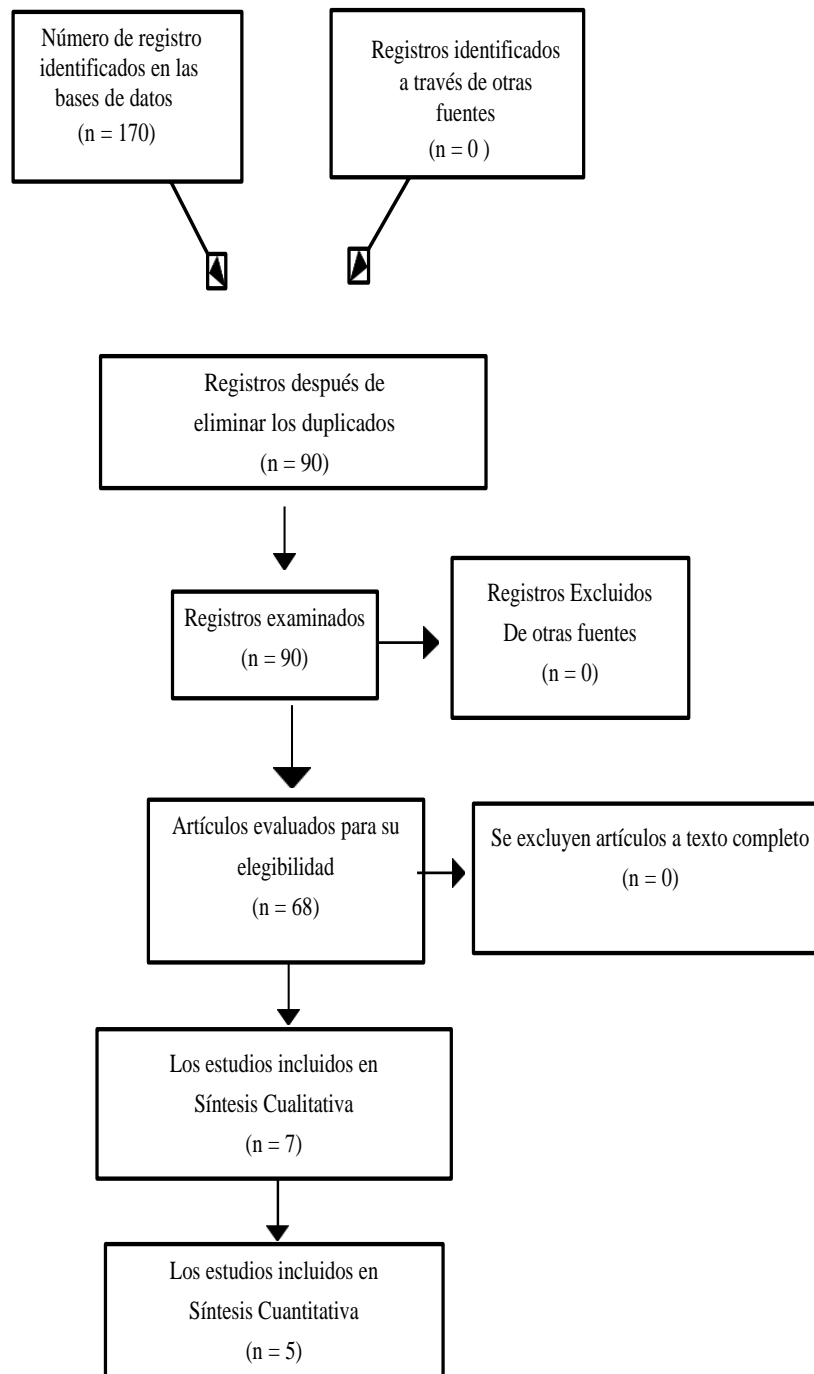 Número de registro
identificados en las
bases de datos
(n = 170)
Registros identificados
a través de otras
fuentes
(n = 0 )
Registros después de
eliminar los duplicados
(n = 90)
Registros examinados
(n = 90)
Registros Excluidos
De otras fuentes
(n = 0)
Artículos evaluados para su
elegibilidad
(n = 68)
Se excluyen artículos a texto completo
(n = 0)
Los estudios incluidos en
Síntesis Cualitativa
(n = 7)
Los estudios incluidos en
Síntesis Cuantitativa
(n = 5)